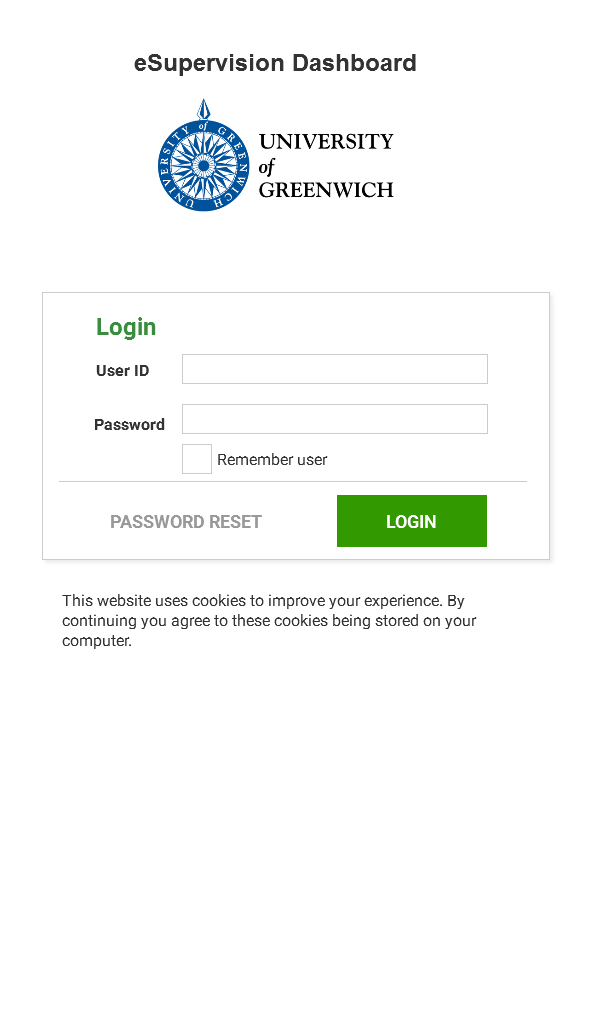 eSupervision Dashboard
UNIVERSITY of GREENWICH
UNIVERSITY
of
GREENWICH
Login
User ID
Password
Remember user
PASSWORD RESET
LOGIN
This website uses cookies to improve your experience. By
continuing you agree to these cookies being stored on your
computer.